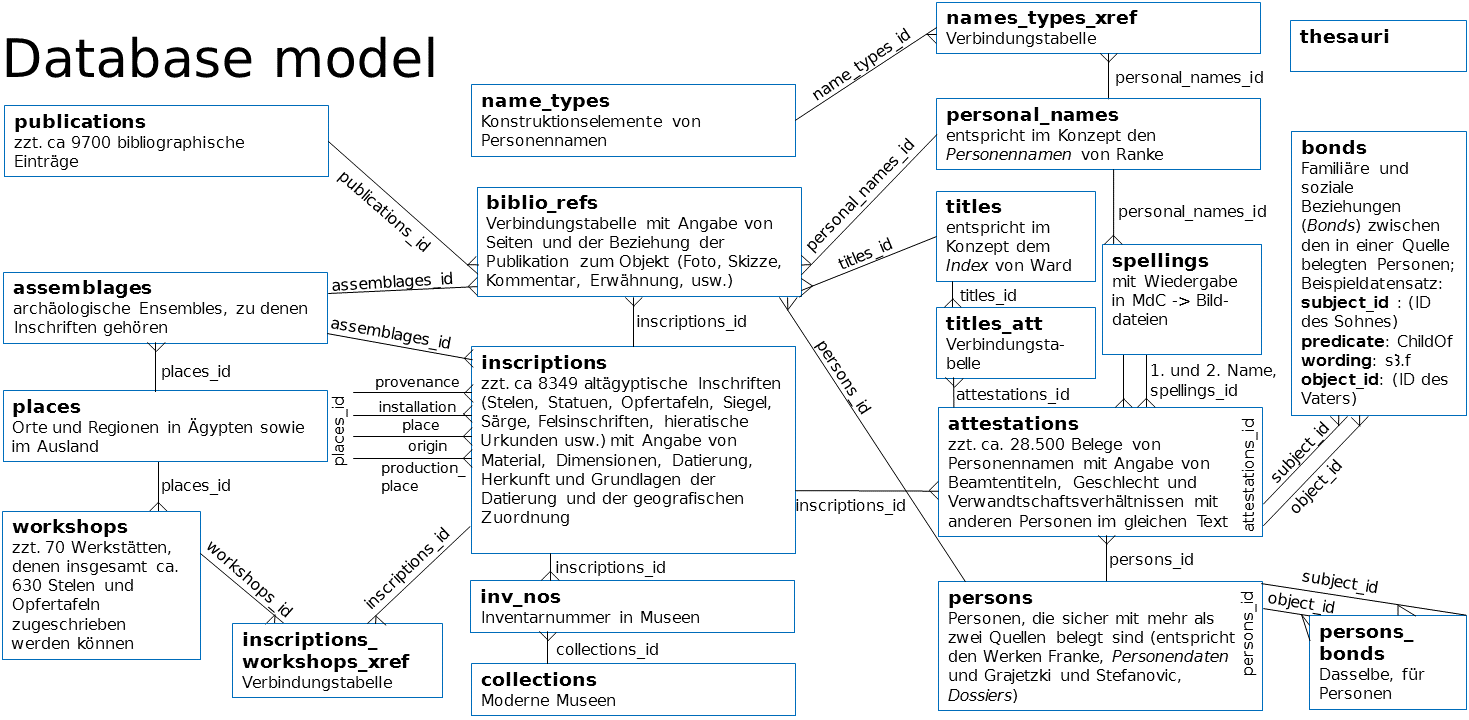 Database model
names_types_xref
Verbindungstabelle
thesauri
name_types_id
personal_names_id
name_types
Konstruktionselemente von
Personennamen
publications
zzt. ca 9700 bibliographische
Einträge
personal_names
entspricht im Konzept den
Personennamen von Ranke
bonds
Familiäre und
soziale
Beziehungen
(Bonds) zwischen
den in einer Quelle
belegten Personen;
Beispieldatensatz:
subject_id : (ID
des Sohnes)
predicate: ChildOf
wording: sꜣ.f
object_id: (ID des
Vaters)
publications_id
personal_names_id
personal_names_id
biblio_refs
Verbindungstabelle mit Angabe von
Seiten und der Beziehung der
Publikation zum Objekt (Foto, Skizze,
Kommentar, Erwähnung, usw.)
titles_id
titles
entspricht im
Konzept dem
Index von Ward
spellings
mit Wiedergabe
in MdC -> Bild-
dateien
assemblages
archäologische Ensembles, zu denen
Inschriften gehören
assemblages_id
assemblages_id
inscriptions_id
titles_id
titles_att
Verbindungsta-
belle
persons_id
places_id
1. und 2. Name,
spellings_id
attestations_id
inscriptions
zzt. ca 8349 altägyptische Inschriften
(Stelen, Statuen, Opfertafeln, Siegel,
Särge, Felsinschriften, hieratische
Urkunden usw.) mit Angabe von
Material, Dimensionen, Datierung,
Herkunft und Grundlagen der
Datierung und der geografischen
Zuordnung
places
Orte und Regionen in Ägypten sowie
im Ausland
places_id
provenance
installation
place
origin
production_
place
attestations
zzt. ca. 28.500 Belege von
Personennamen mit Angabe von
Beamtentiteln, Geschlecht und
Verwandtschaftsverhältnissen mit
anderen Personen im gleichen Text
attestations_id
subject_id
object_id
places_id
inscriptions_id
workshops
zzt. 70 Werkstätten,
denen insgesamt ca.
630 Stelen und
Opfertafeln
zugeschrieben
werden können
workshops_id
inscriptions_id
inscriptions_id
persons_id
inv_nos
Inventarnummer in Museen
persons
Personen, die sicher mit mehr als
zwei Quellen belegt sind (entspricht
den Werken Franke, Personendaten
und Grajetzki und Stefanovic,
Dossiers)
persons_id
subject_id
object_id
inscriptions_
workshops_xref
Verbindungstabelle
collections_id
collections
Moderne Museen
persons_
bonds
Dasselbe, für
Personen